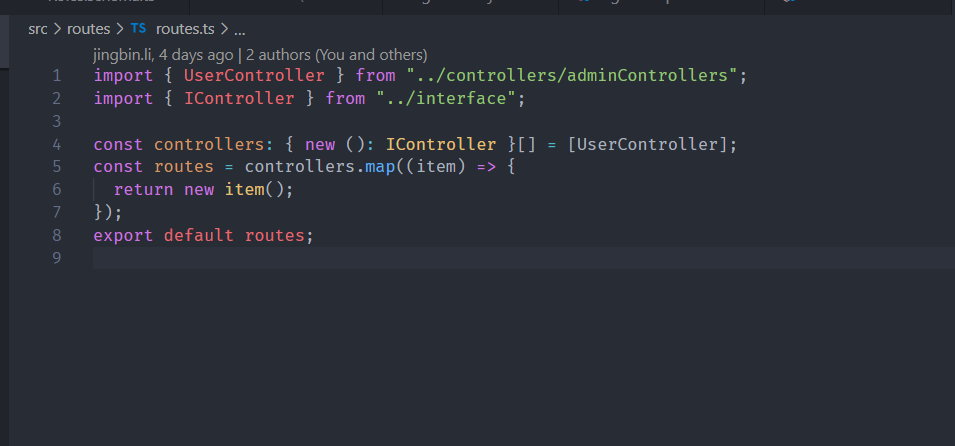 src > routes > TS routes.ts > ...
jingbin.li, 4 days ago | 2 authors (You and others)
1 import { UserController } from "../controllers/adminControllers";
2 import { IController } from "../interface";
3
4 const controllers: { new (): IController }[] = [UserController];
5 const routes = controllers.map((item) => {
6   return new item();
7 });
8 export default routes;
9